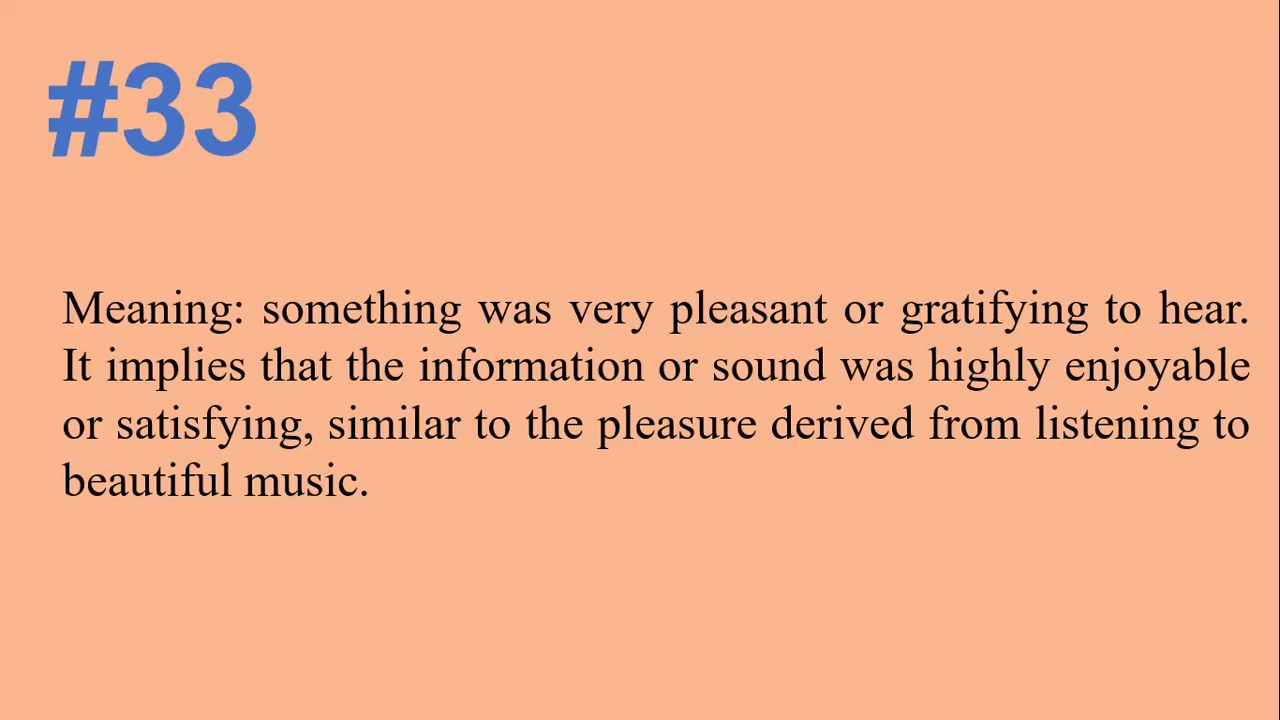 #33
Meaning: something was very pleasant or gratifying to hear.
It implies that the information or sound was highly enjoyable
or satisfying, similar to the pleasure derived from listening to
beautiful music.